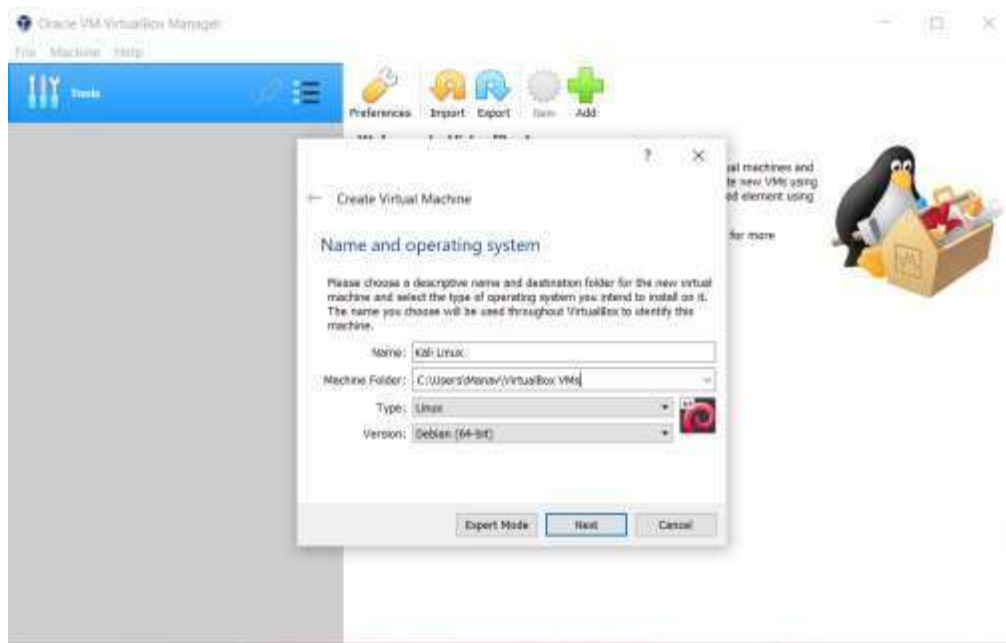 Oracle VM VirtualBox Manager
File Machine Help
Tools
Preferences Import Export New Add
al machines and
te new VMs using
ed element using
for more
? ×
← Create Virtual Machine
Name and operating system
Please choose a descriptive name and destination folder for the new virtual
machine and select the type of operating system you intend to install on it.
The name you choose will be used throughout VirtualBox to identify this
machine.
Name: Kali Linux
Machine Folder: C:\Users\Manav\VirtualBox VMs
Type: Linux
64
Version: Debian (64-bit)
Expert Mode Next Cancel